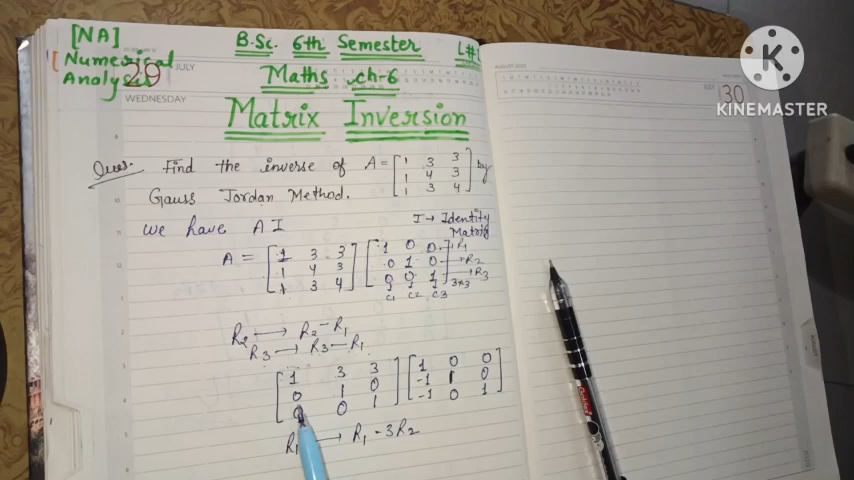 [NA]
Numerical
Analysis
29 JULY
WEDNESDAY
B.Sc. 6th Semester
L#1
Maths ch-6
Matrix Inversion
Ques. Find the inverse of A = [1 3 3 by
1 4 3
1 3 4]
Gauss Jordan Method.
we have A I
I → Identity
Matrix
A = [1 3 3 [1 0 0 → R1
1 4 3 0 1 0 → R2
1 3 4] 0 0 1] → R3
3×3
C1 C2 C3
R2 → R2 - R1
R3 → R3 - R1
[1 3 3 [1 0 0
0 1 0 -1 1 0
0 0 1] -1 0 1]
R1 → R1 - 3R2
AUGUST
JULY
30
K
KINEMASTER